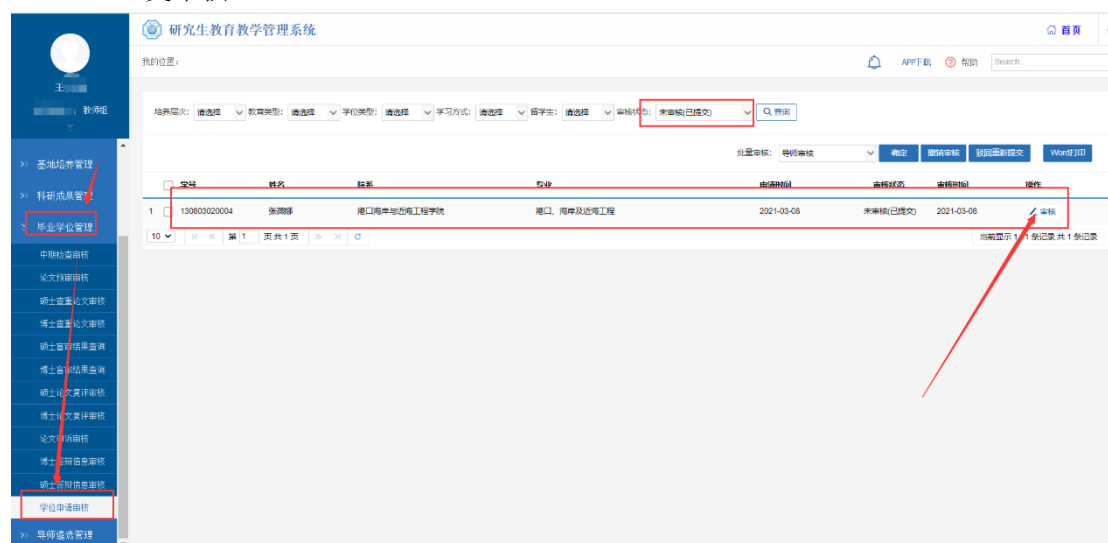 研究生教育教学管理系统
首页
我的位置：
APP下载
帮助
Search...
王
教师组
培养层次： 请选择 教育类型： 请选择 学位类型： 请选择 学习方式： 请选择 留学生： 请选择 审核状态： 未审核(已提交) 查询
批量审核： 导师审核 确定 撤销审核 驳回重新提交 Word打印
学号 姓名 院系 专业 申请时间 审核状态 审核时间 操作
1 130803020004 港口海岸与近海工程学院 港口、海岸及近海工程 2021-03-08 未审核(已提交) 2021-03-08 审核
10 第 1 页共1页
当前显示 1 1 条记录 共 1 条记录
基地培养管理
科研成果管理
毕业学位管理
中期检查审核
论文预审审核
硕士查重论文审核
博士查重论文审核
硕士盲审结果查询
博士盲审结果查询
硕士论文复评审核
博士论文复评审核
论文申诉审核
博士答辩信息审核
硕士答辩信息审核
学位申请审核
导师遴选管理